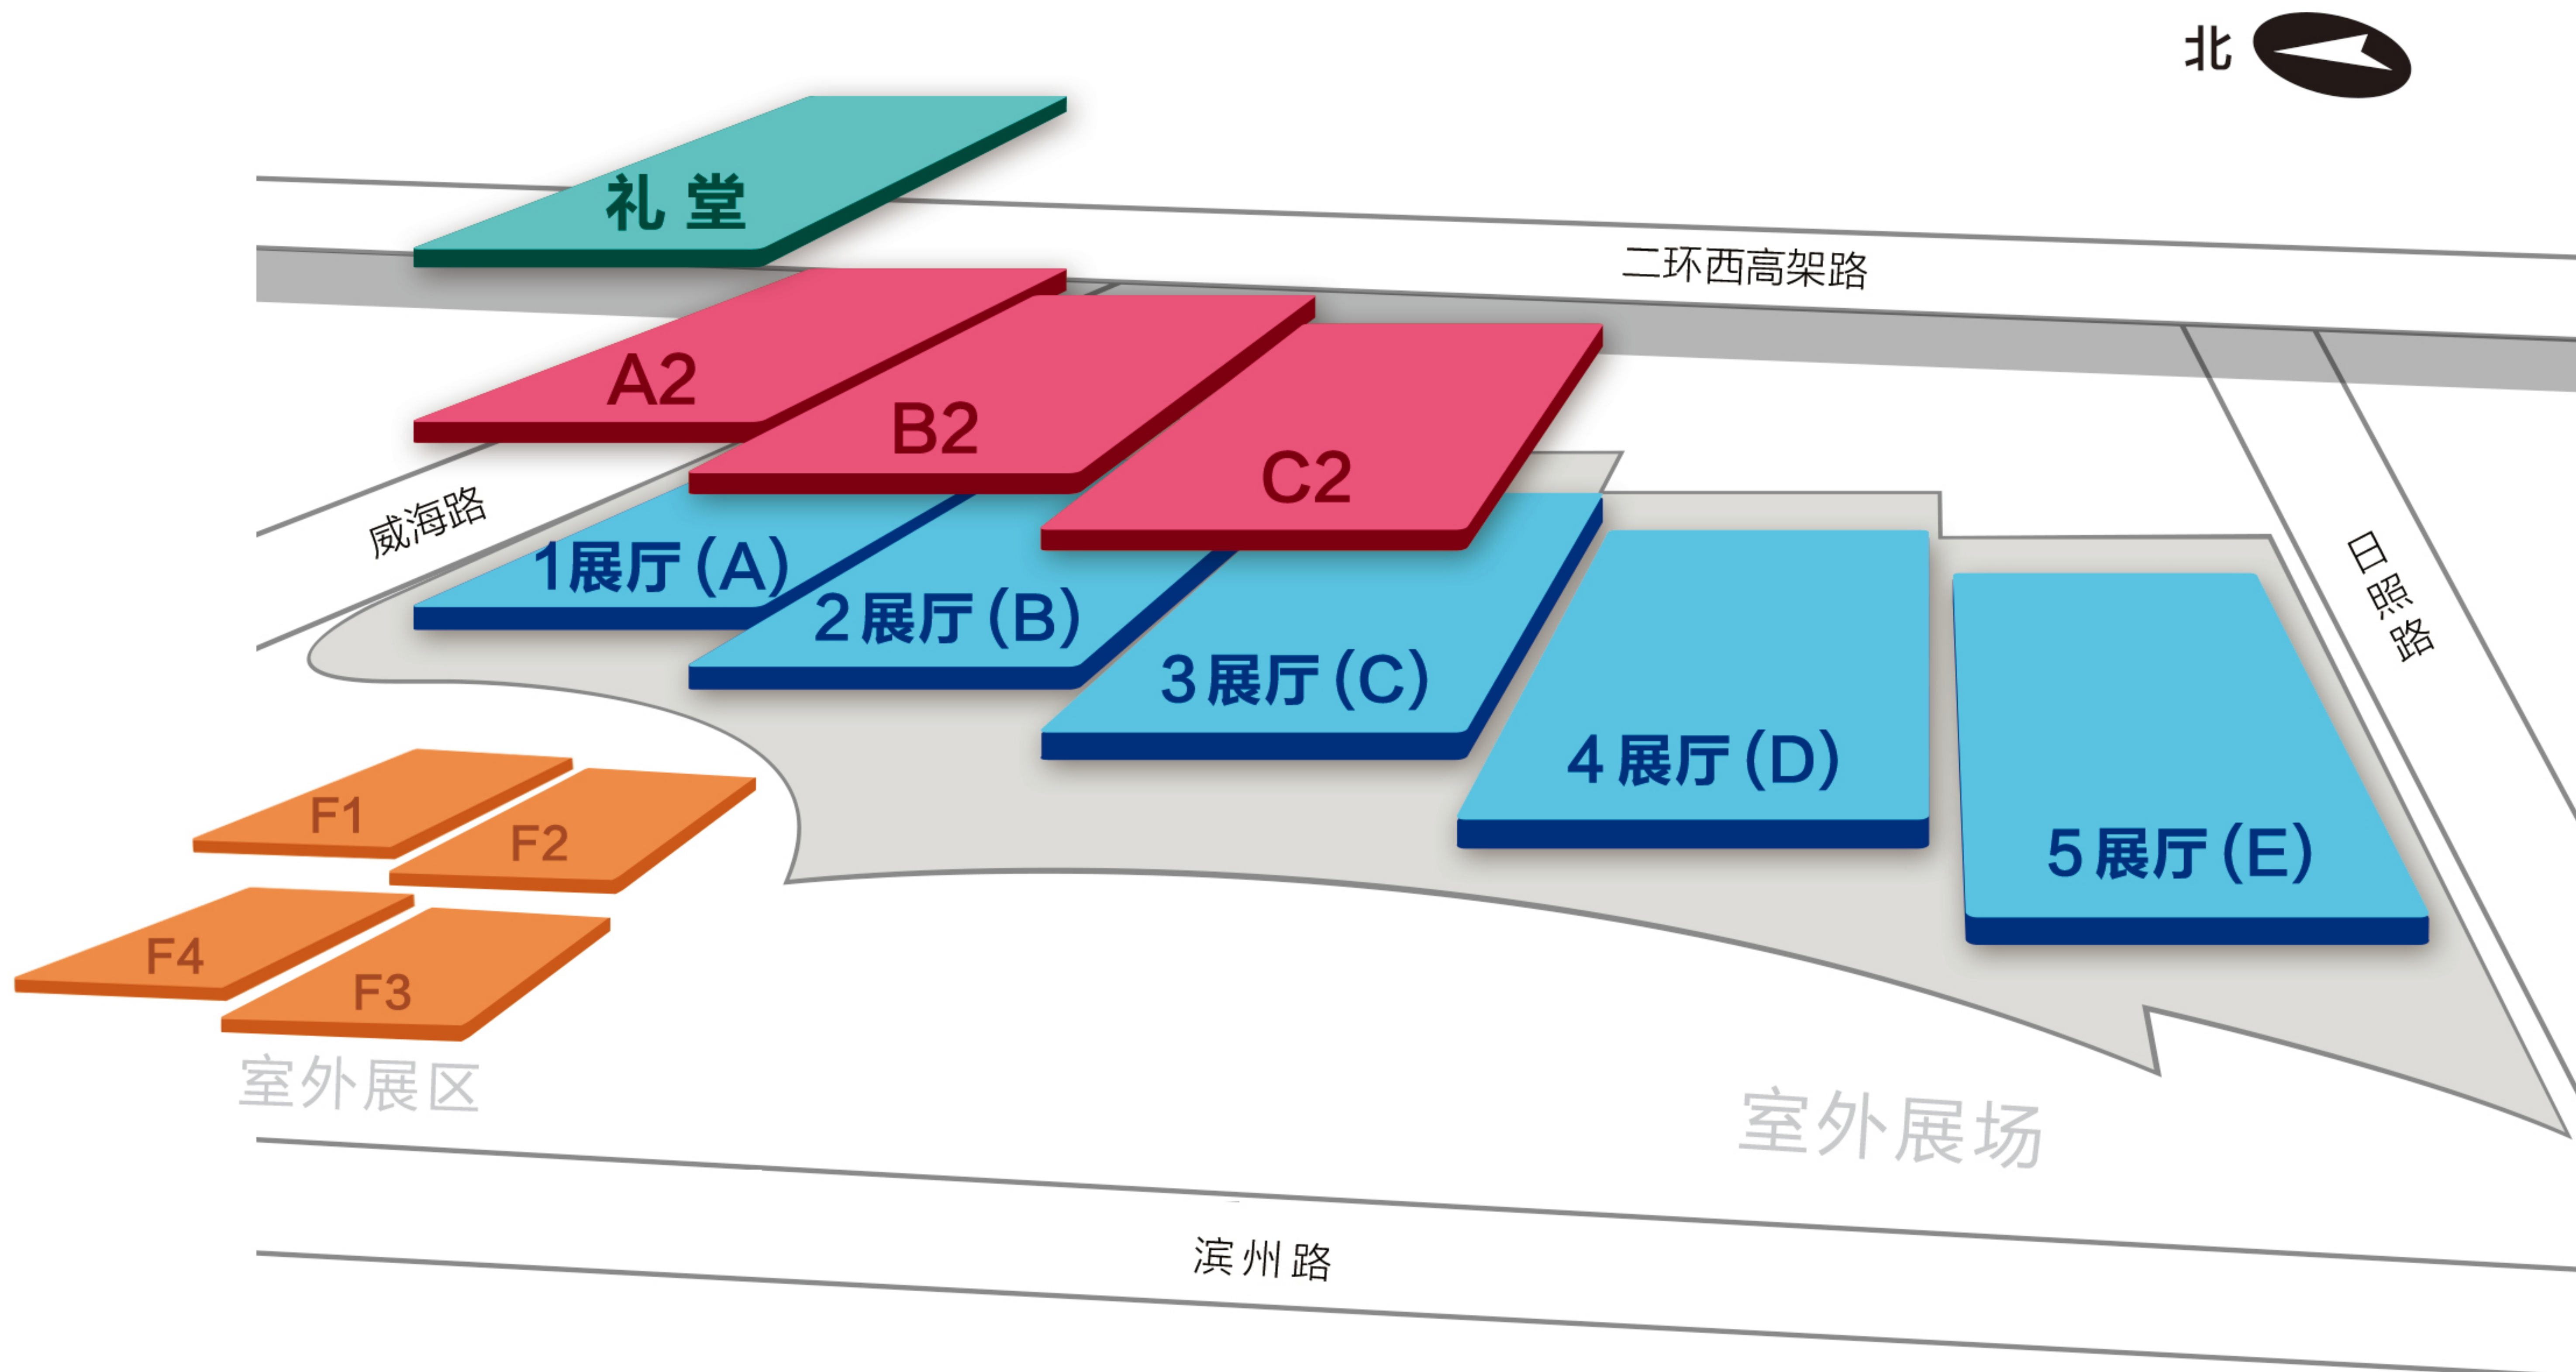 北
礼堂
二环西高架路
A2
B2
C2
威海路
1展厅(A)
2展厅(B)
3展厅(C)
4展厅(D)
5展厅(E)
日照路
F1
F2
F4
F3
室外展区
室外展场
滨州路